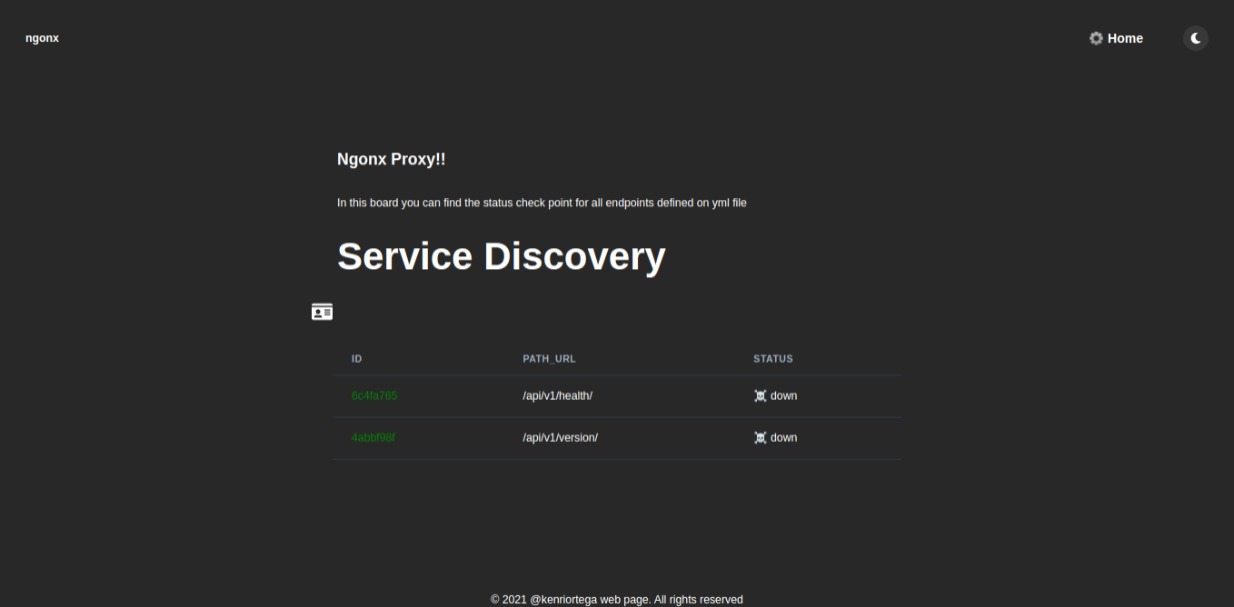 ngonx
Home
Ngonx Proxy!!
In this board you can find the status check point for all endpoints defined on yml file
Service Discovery
ID PATH_URL STATUS
6c4fa765 /api/v1/health/ down
4abbf98f /api/v1/version/ down
© 2021 @kenriortega web page. All rights reserved